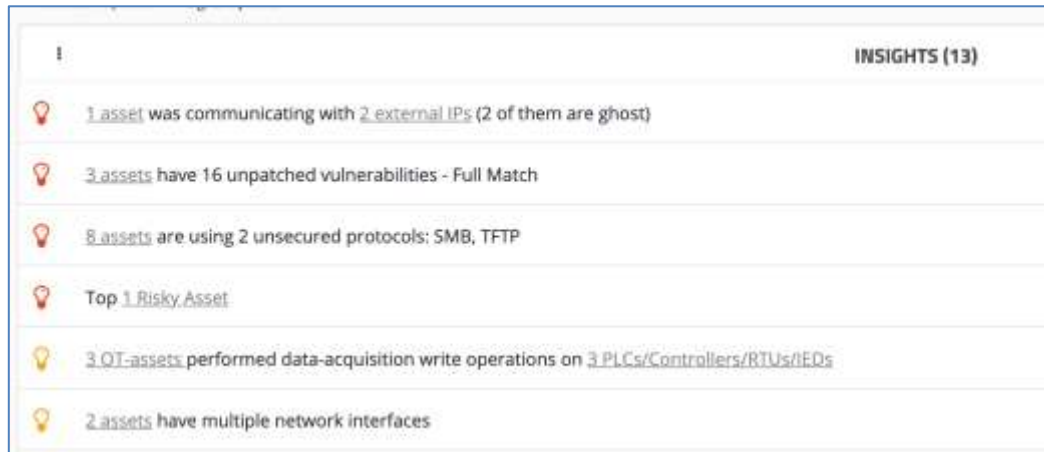 INSIGHTS (13)
1 asset was communicating with 2 external IPs (2 of them are ghost)
3 assets have 16 unpatched vulnerabilities - Full Match
8 assets are using 2 unsecured protocols: SMB, TFTP
Top 1 Risky Asset
3 OT-assets performed data-acquisition write operations on 3 PLCs/Controllers/RTUs/IEDs
2 assets have multiple network interfaces